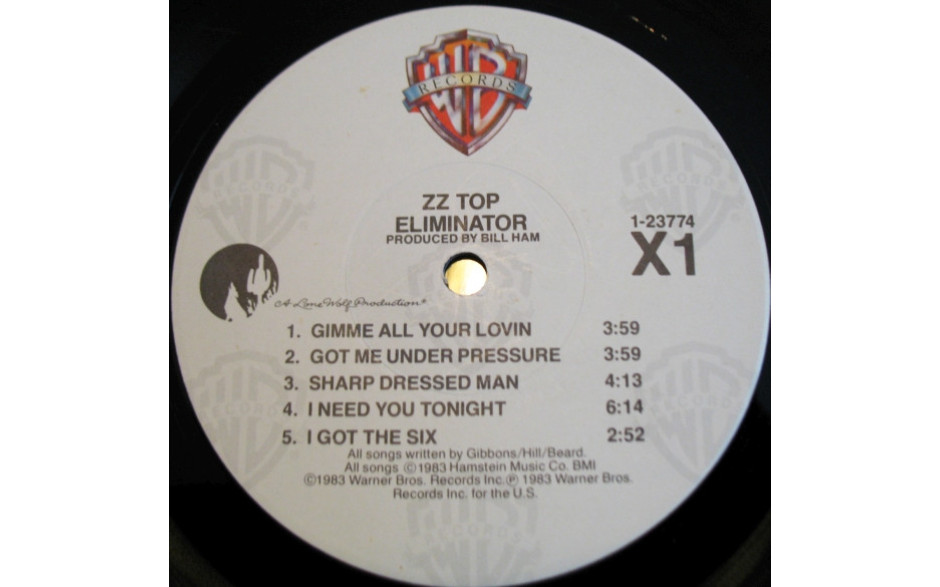 WB
RECORDS
ZZ TOP
ELIMINATOR
PRODUCED BY BILL HAM
1-23774
X1
A Lone Wolf Production*
1. GIMME ALL YOUR LOVIN 3:59
2. GOT ME UNDER PRESSURE 3:59
3. SHARP DRESSED MAN 4:13
4. I NEED YOU TONIGHT 6:14
5. I GOT THE SIX 2:52
All songs written by Gibbons/Hill/Beard.
All songs ©1983 Hamstein Music Co. BMI
©1983 Warner Bros. Records Inc.℗ 1983 Warner Bros.
Records Inc. for the U.S.